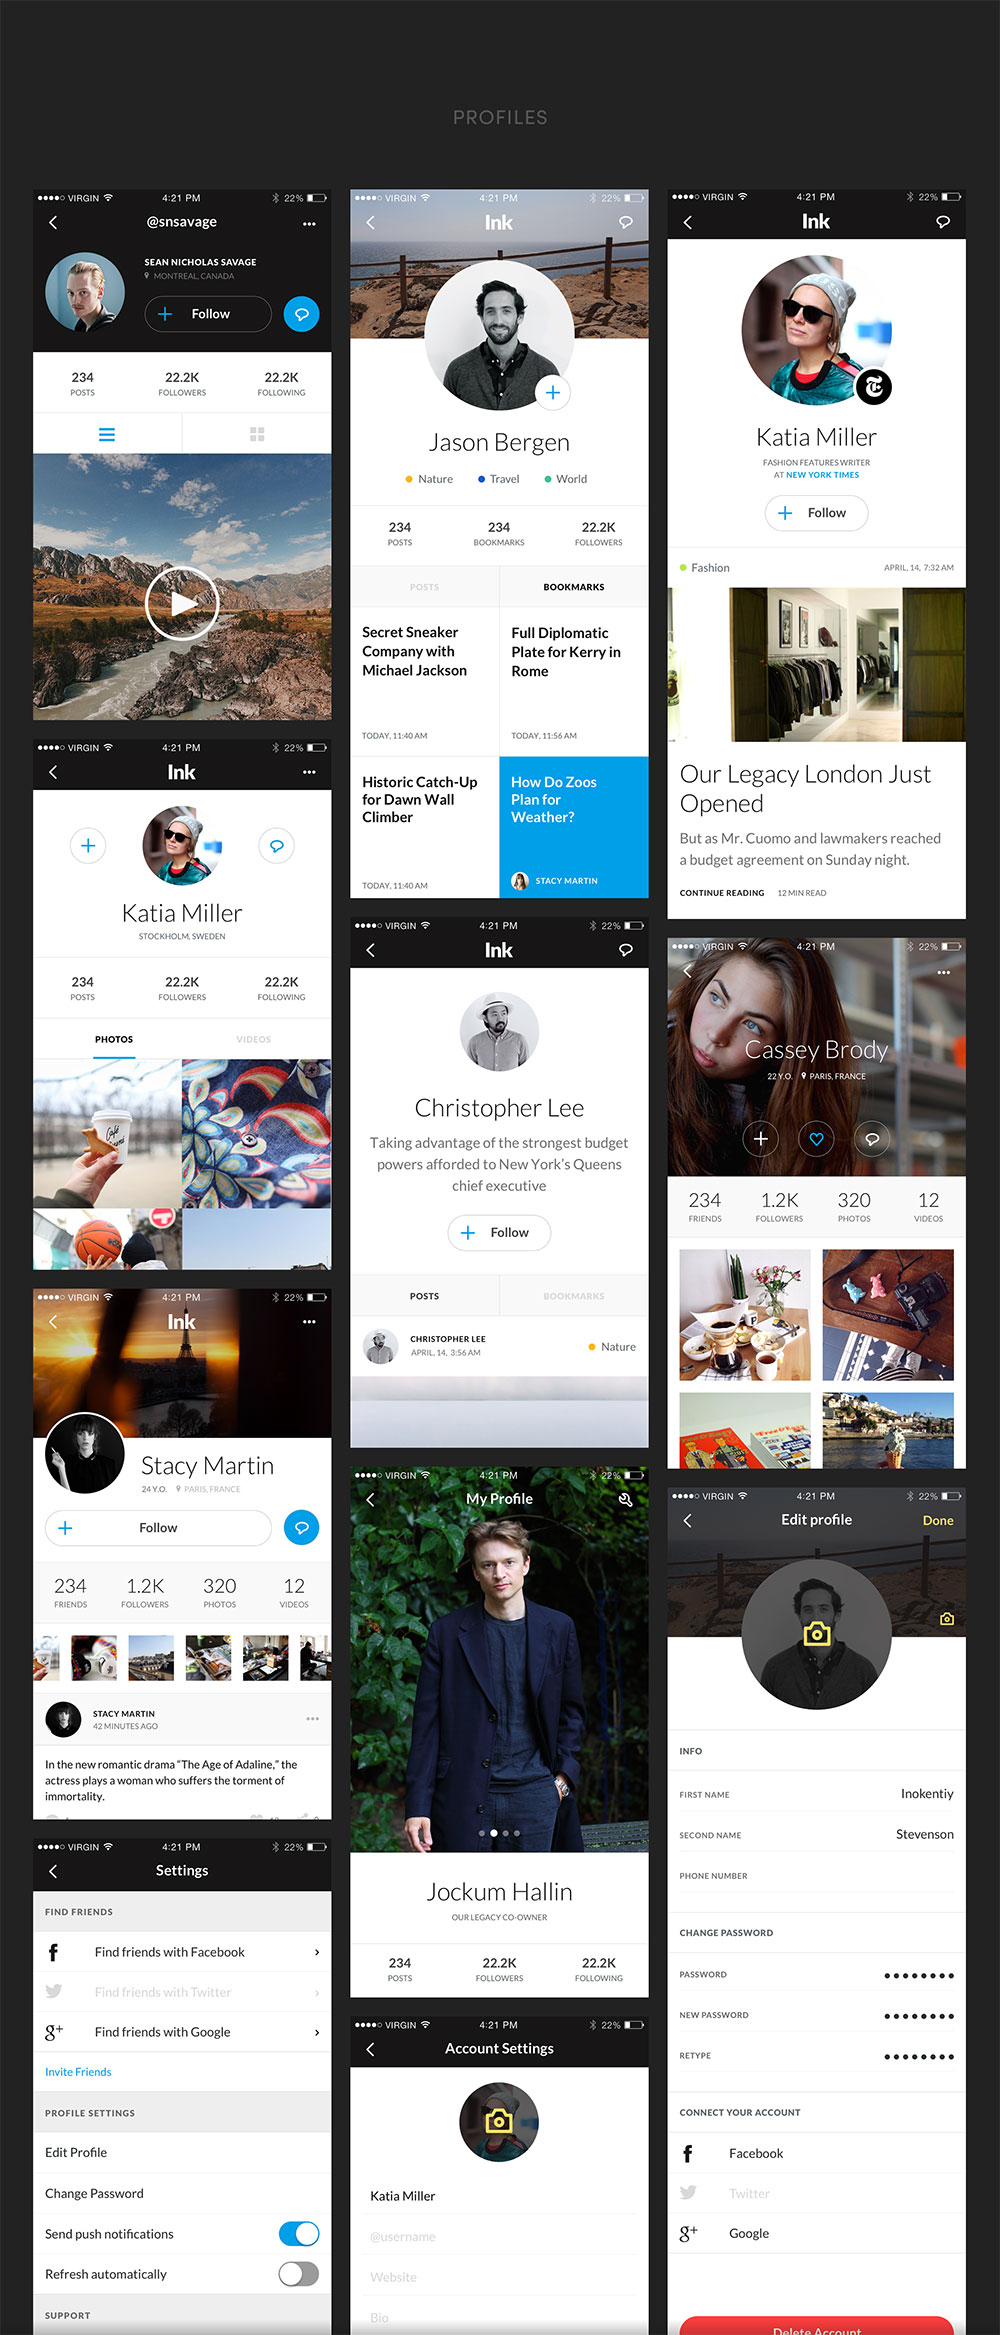 PROFILES
VIRGIN 4:21 PM 22%
@snsavage
SEAN NICHOLAS SAVAGE
MONTREAL, CANADA
Follow
234 22.2K 22.2K
POSTS FOLLOWERS FOLLOWING
VIRGIN 4:21 PM 22%
Ink
Katia Miller
STOCKHOLM, SWEDEN
234 22.2K 22.2K
POSTS FOLLOWERS FOLLOWING
PHOTOS VIDEOS
VIRGIN 4:21 PM 22%
Ink
Stacy Martin
24 Y.O. PARIS, FRANCE
Follow
234 1.2K 320 12
FRIENDS FOLLOWERS PHOTOS VIDEOS
STACY MARTIN
42 MINUTES AGO
In the new romantic drama “The Age of Adaline,” the
actress plays a woman who suffers the torment of
immortality.
VIRGIN 4:21 PM 22%
Settings
FIND FRIENDS
f Find friends with Facebook
Find friends with Twitter
g+ Find friends with Google
Invite Friends
PROFILE SETTINGS
Edit Profile
Change Password
Send push notifications
Refresh automatically
SUPPORT
VIRGIN 4:21 PM 22%
Ink
Jason Bergen
Nature Travel World
234 234 22.2K
POSTS BOOKMARKS FOLLOWERS
POSTS BOOKMARKS
Secret Sneaker
Company with
Michael Jackson
TODAY, 11:40 AM
Full Diplomatic
Plate for Kerry in
Rome
TODAY, 11:56 AM
Historic Catch-Up
for Dawn Wall
Climber
TODAY, 11:40 AM
How Do Zoos
Plan for
Weather?
STACY MARTIN
VIRGIN 4:21 PM 22%
Ink
Christopher Lee
Taking advantage of the strongest budget
powers afforded to New York’s Queens
chief executive
Follow
POSTS BOOKMARKS
CHRISTOPHER LEE
APRIL, 14, 3:56 AM
Nature
VIRGIN 4:21 PM 22%
My Profile
Jockum Hallin
OUR LEGACY CO-OWNER
234 22.2K 22.2K
POSTS FOLLOWERS FOLLOWING
VIRGIN 4:21 PM 22%
Account Settings
Katia Miller
@username
Website
Bio
VIRGIN 4:21 PM 22%
Ink
Katia Miller
FASHION FEATURES WRITER
AT NEW YORK TIMES
Follow
Fashion APRIL, 14, 7:32 AM
Our Legacy London Just
Opened
But as Mr. Cuomo and lawmakers reached
a budget agreement on Sunday night.
CONTINUE READING 12 MIN READ
VIRGIN 4:21 PM 22%
Cassey Brody
22 Y.O. PARIS, FRANCE
234 1.2K 320 12
FRIENDS FOLLOWERS PHOTOS VIDEOS
VIRGIN 4:21 PM 22%
Edit profile Done
INFO
FIRST NAME Inokentiy
SECOND NAME Stevenson
PHONE NUMBER
CHANGE PASSWORD
PASSWORD
NEW PASSWORD
RETYPE
CONNECT YOUR ACCOUNT
f Facebook
Twitter
g+ Google
Delete Account